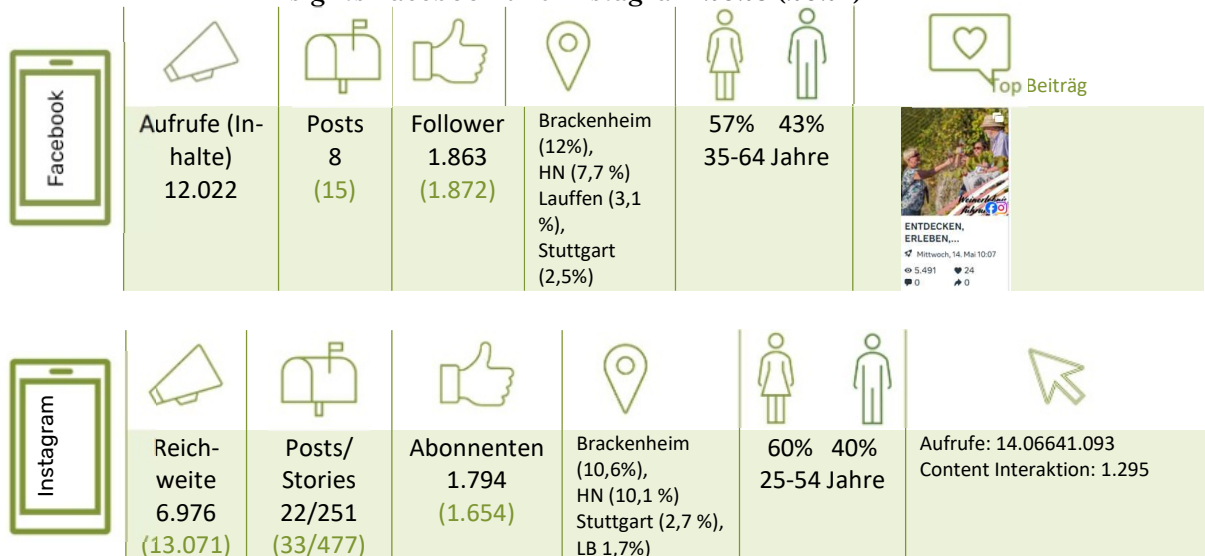 Facebook
Top Beiträg
Aufrufe (In-
halte)
12.022
Posts
8
(15)
Follower
1.863
(1.872)
Brackenheim
(12%),
HN (7,7 %)
Lauffen (3,1
%),
Stuttgart
(2,5%)
57% 43%
35-64 Jahre
ENTDECKEN,
ERLEBEN,...
Mittwoch, 14. Mai 10:07
5.491 24
0 0
Instagram
Reich-
weite
6.976
(13.071)
Posts/
Stories
22/251
(33/477)
Abonnenten
1.794
(1.654)
Brackenheim
(10,6%),
HN (10,1 %)
Stuttgart (2,7 %),
LB 1,7%)
60% 40%
25-54 Jahre
Aufrufe: 14.06641.093
Content Interaktion: 1.295